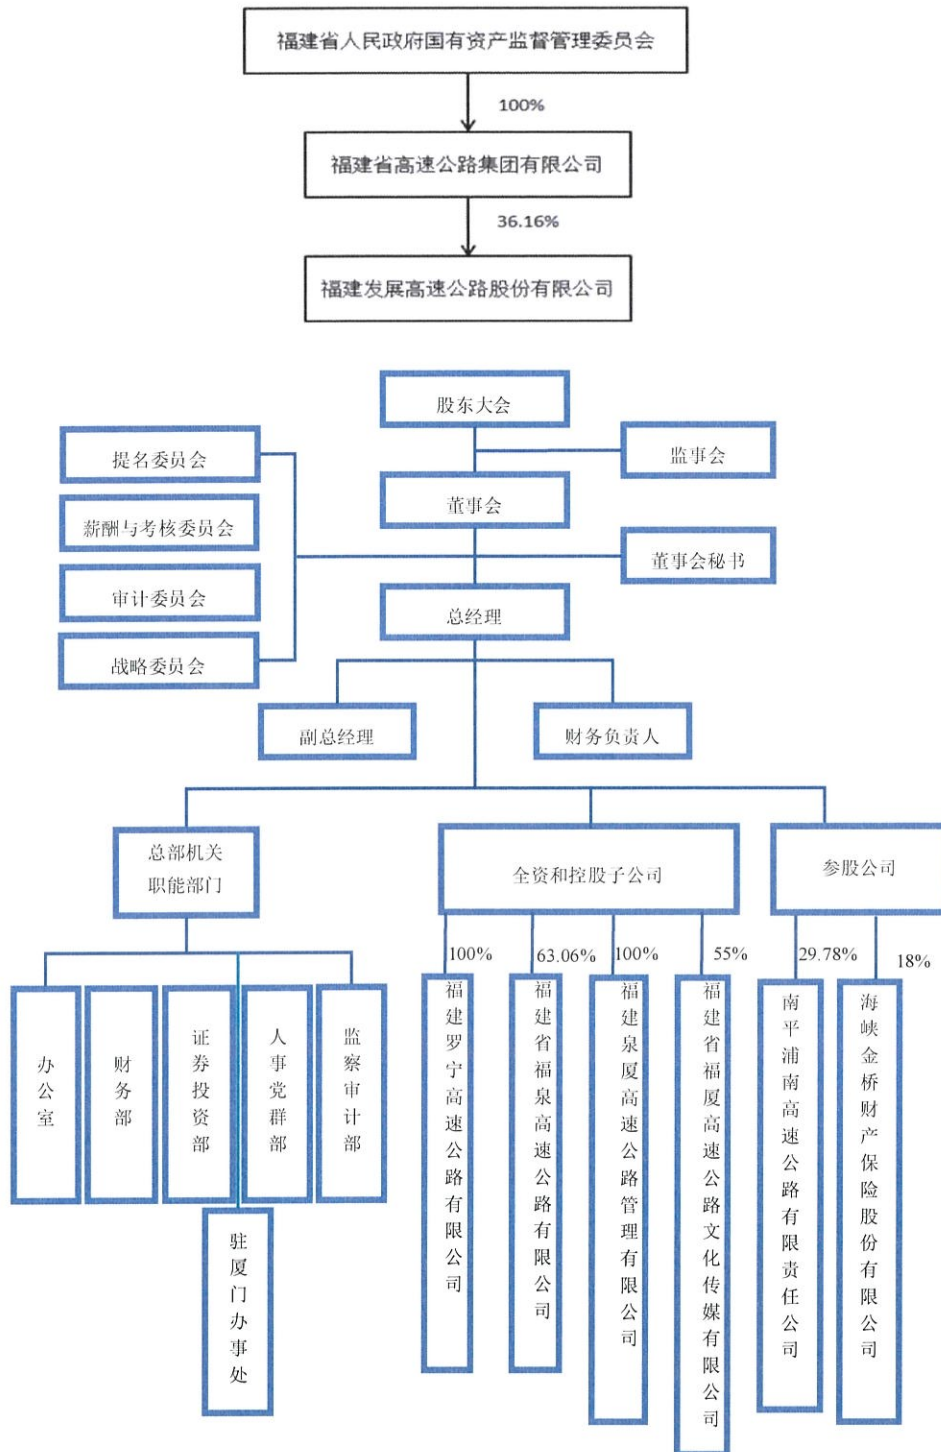 福建省人民政府国有资产监督管理委员会
100%
福建省高速公路集团有限公司
36.16%
福建发展高速公路股份有限公司
股东大会
提名委员会
监事会
董事会
薪酬与考核委员会
董事会秘书
审计委员会
总经理
战略委员会
副总经理
财务负责人
总部机关
职能部门
全资和控股子公司
参股公司
100%
63.06%
100%
55%
29.78%
18%
办公室
财务部
证券投资部
人事党群部
监察审计部
驻厦门办事处
福建罗宁高速公路有限公司
福建省福泉高速公路有限公司
福建泉厦高速公路管理有限公司
福建省福厦高速公路文化传媒有限公司
南平浦南高速公路有限责任公司
海峡金桥财产保险股份有限公司